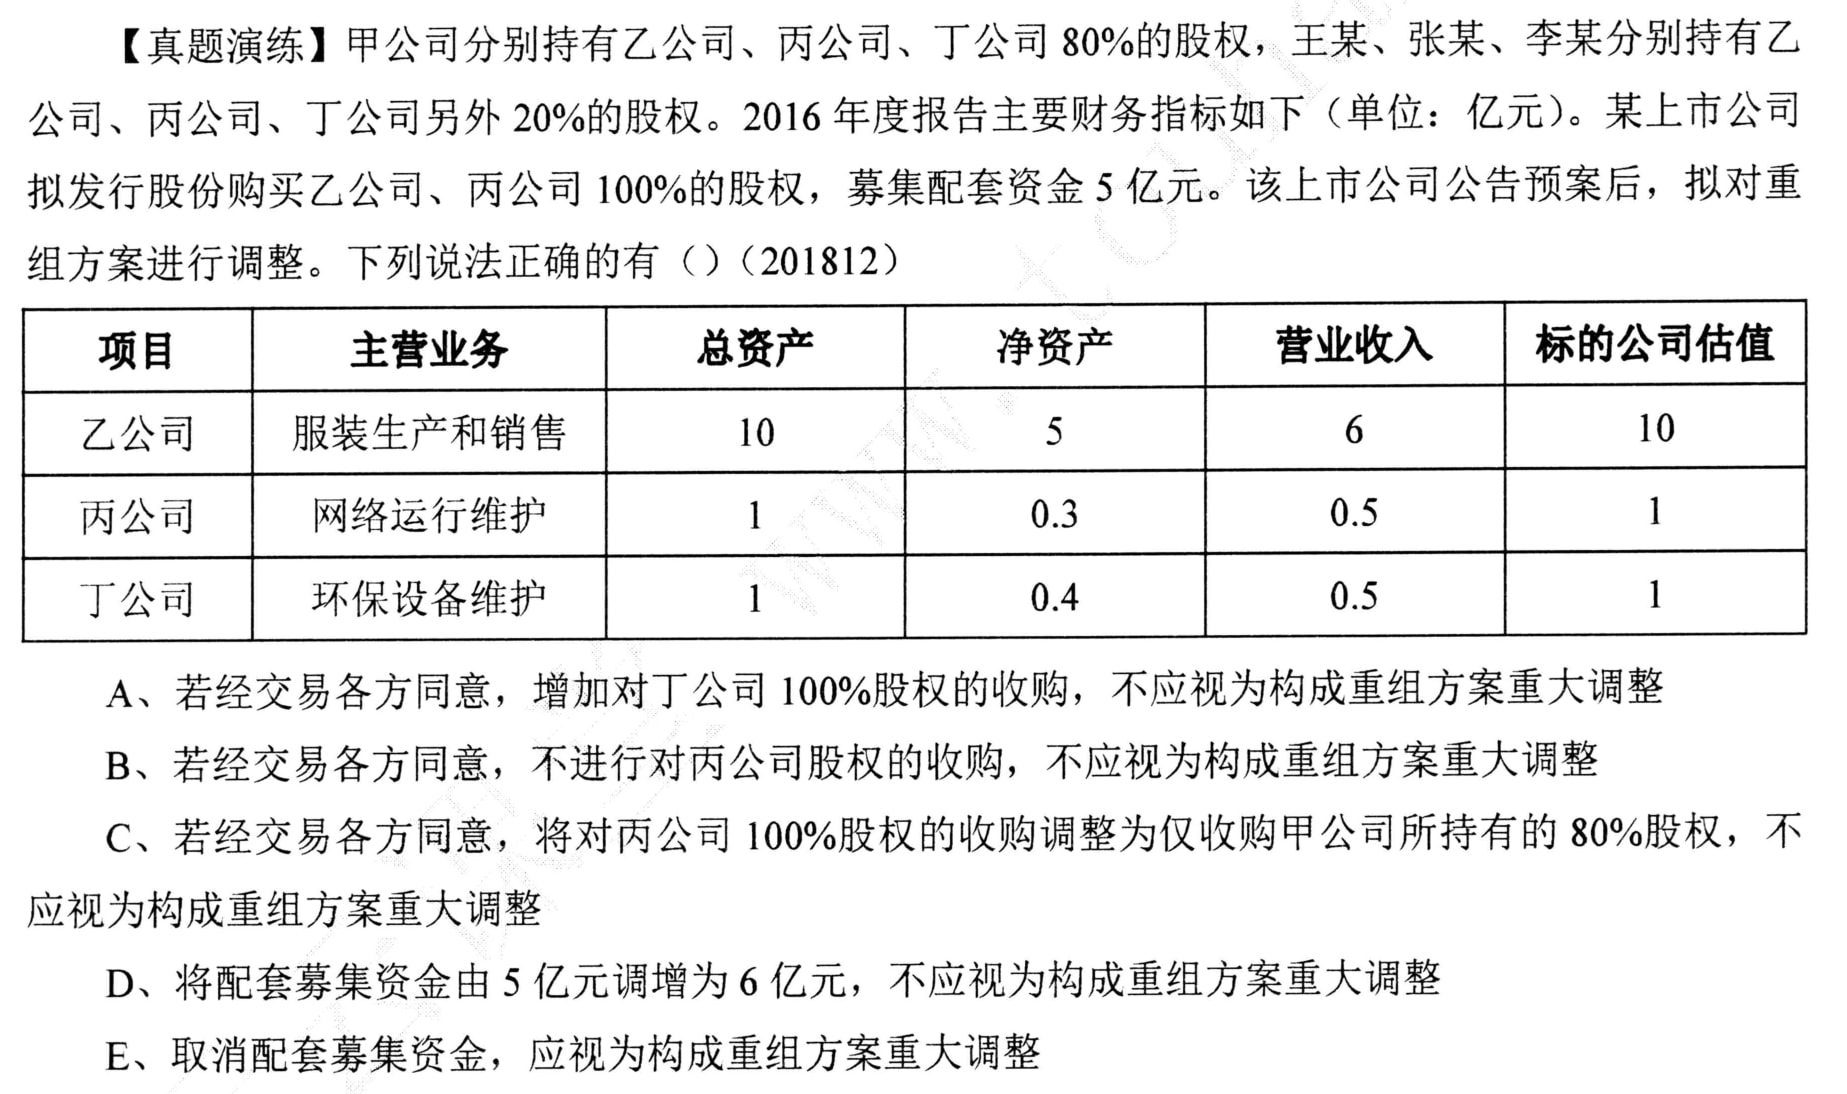 【真题演练】甲公司分别持有乙公司、丙公司、丁公司 80%的股权，王某、张某、李某分别持有乙
公司、丙公司、丁公司另外 20%的股权。2016 年度报告主要财务指标如下（单位：亿元）。某上市公司
拟发行股份购买乙公司、丙公司 100%的股权，募集配套资金 5 亿元。该上市公司公告预案后，拟对重
组方案进行调整。下列说法正确的有（）（201812）
项目 主营业务 总资产 净资产 营业收入 标的公司估值
乙公司 服装生产和销售 10 5 6 10
丙公司 网络运行维护 1 0.3 0.5 1
丁公司 环保设备维护 1 0.4 0.5 1
A、若经交易各方同意，增加对丁公司 100%股权的收购，不应视为构成重组方案重大调整
B、若经交易各方同意，不进行对丙公司股权的收购，不应视为构成重组方案重大调整
C、若经交易各方同意，将对丙公司 100%股权的收购调整为仅收购甲公司所持有的 80%股权，不
应视为构成重组方案重大调整
D、将配套募集资金由 5 亿元调增为 6 亿元，不应视为构成重组方案重大调整
E、取消配套募集资金，应视为构成重组方案重大调整